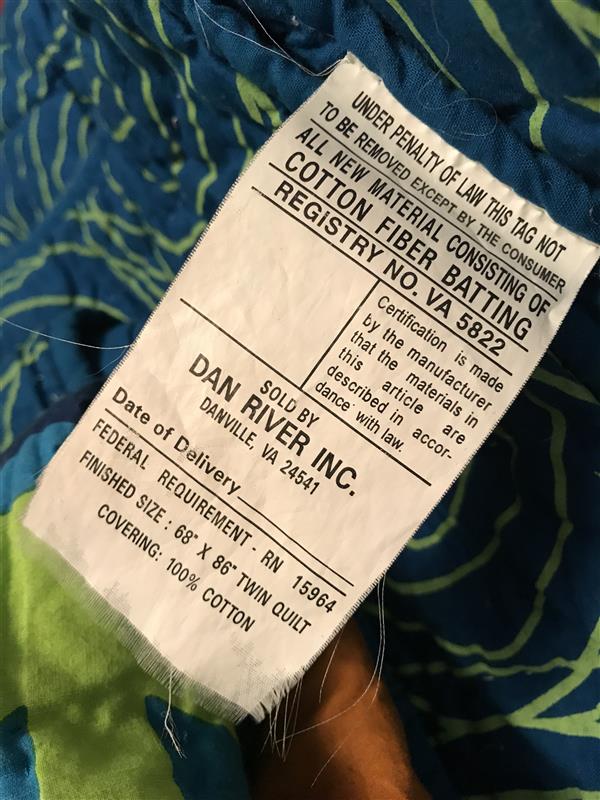 UNDER PENALTY OF LAW THIS TAG NOT
TO BE REMOVED EXCEPT BY THE CONSUMER
ALL NEW MATERIAL CONSISTING OF
COTTON FIBER BATTING
REGISTRY NO. VA 5822
Certification is made
by the manufacturer
that the materials in
this article are
described in accor-
dance with law.
SOLD BY
DAN RIVER INC.
DANVILLE, VA 24541
Date of Delivery
FEDERAL REQUIREMENT - RN 15964
FINISHED SIZE : 68" X 86" TWIN QUILT
COVERING: 100% COTTON